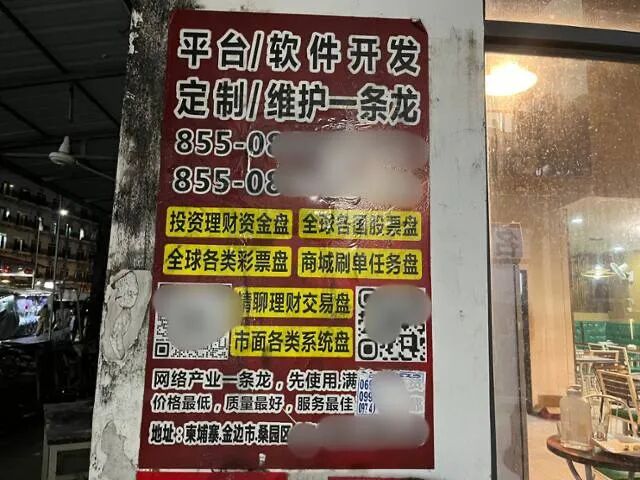 平台/软件开发
定制/维护一条龙
855-08
855-08
投资理财资金盘 全球各国股票盘
全球各类彩票盘 商城刷单任务盘
情聊理财交易盘
市面各类系统盘
网络产业一条龙，先使用,满
价格最低，质量最好，服务最佳
地址：柬埔寨.金边市.桑园区